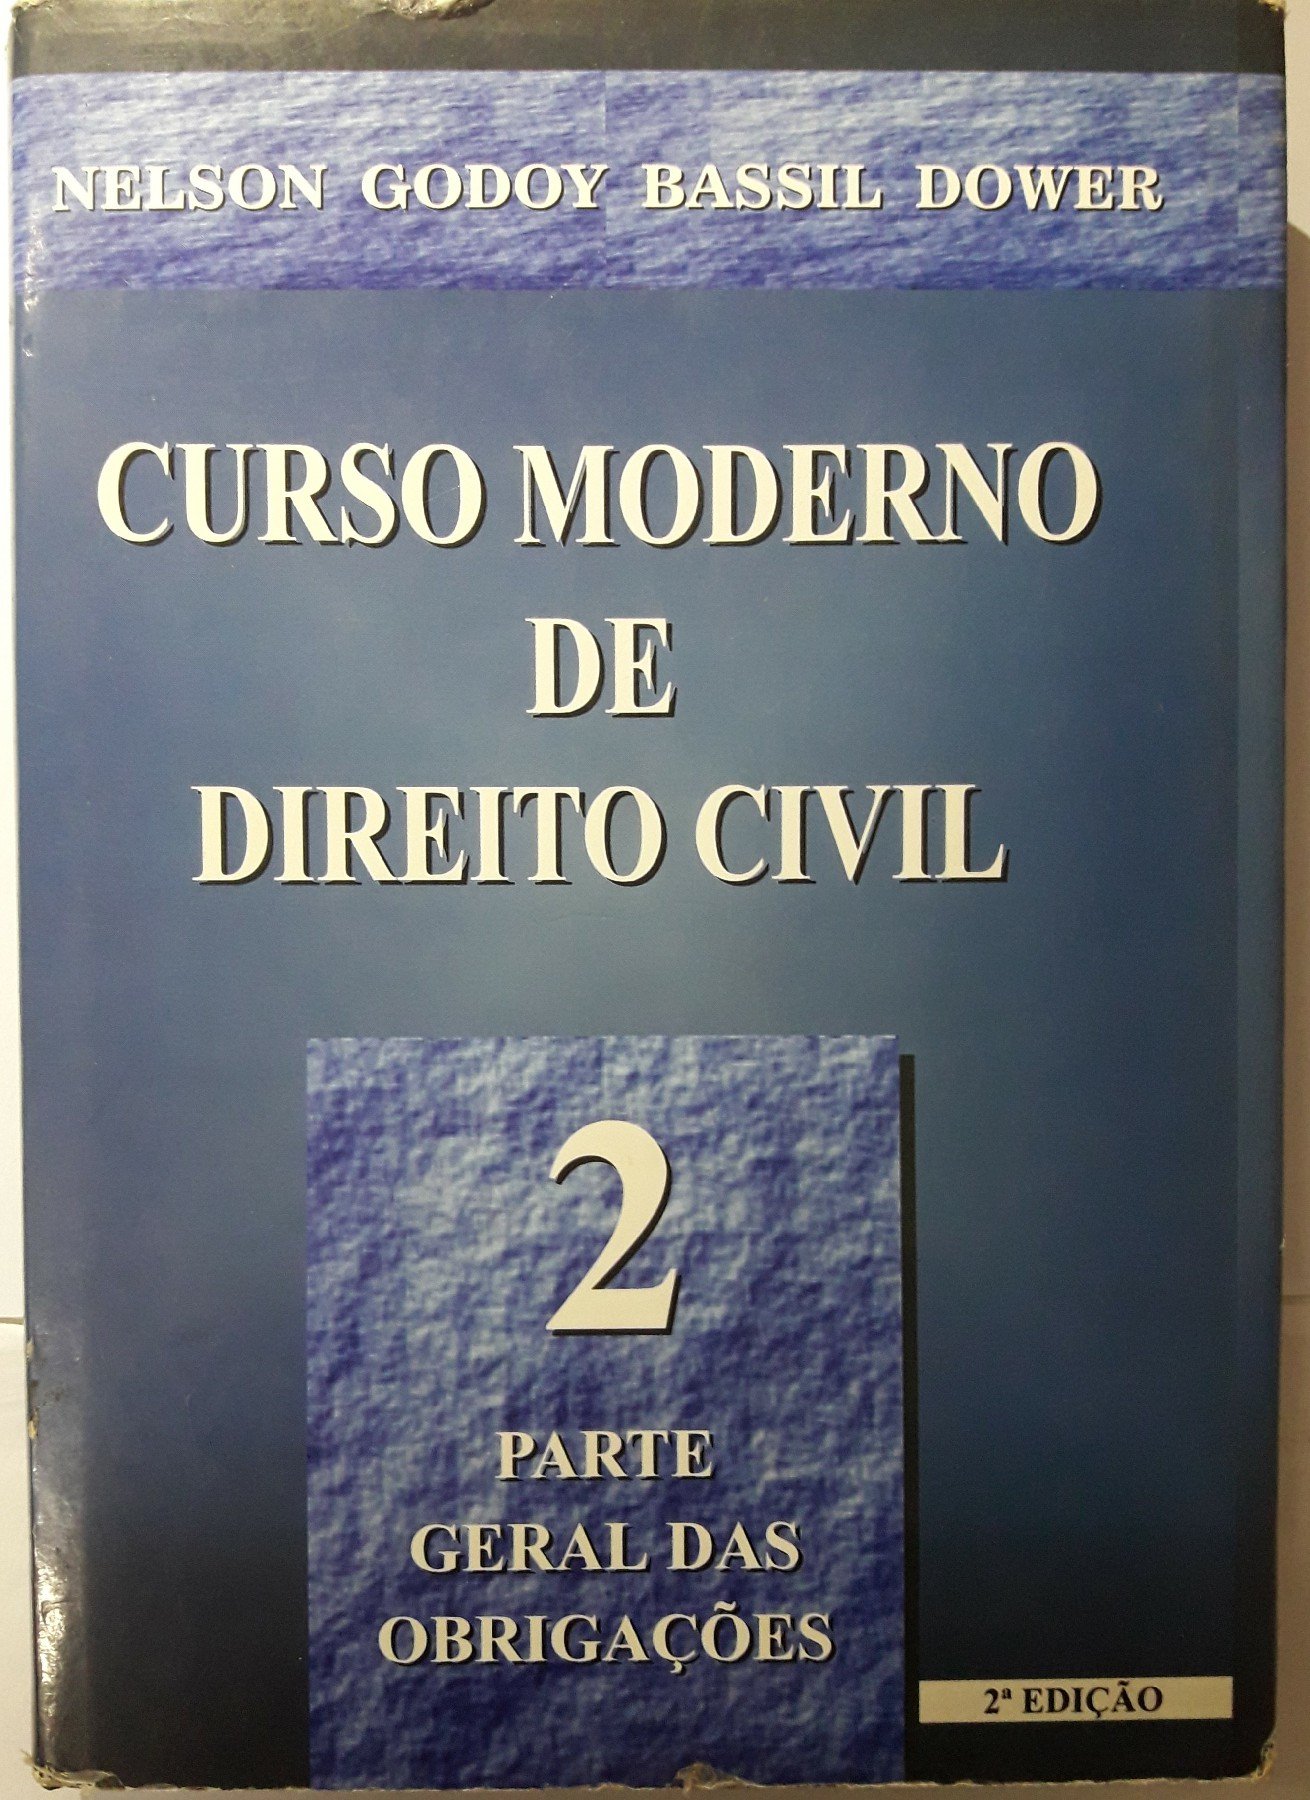 NELSON GODOY BASSIL DOWER
CURSO MODERNO
DE
DIREITO CIVIL
2
PARTE
GERAL DAS
OBRIGAÇÕES
2ª EDIÇÃO